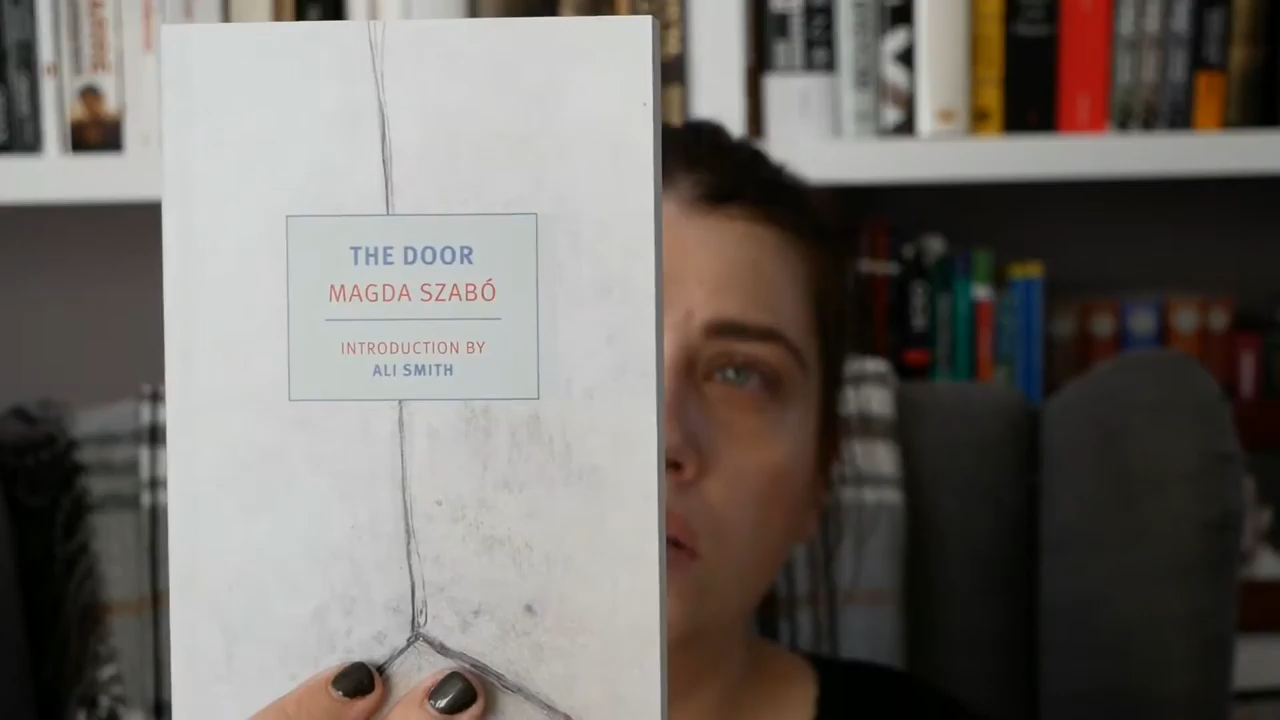 THE DOOR
MAGDA SZABÓ
INTRODUCTION BY
ALI SMITH